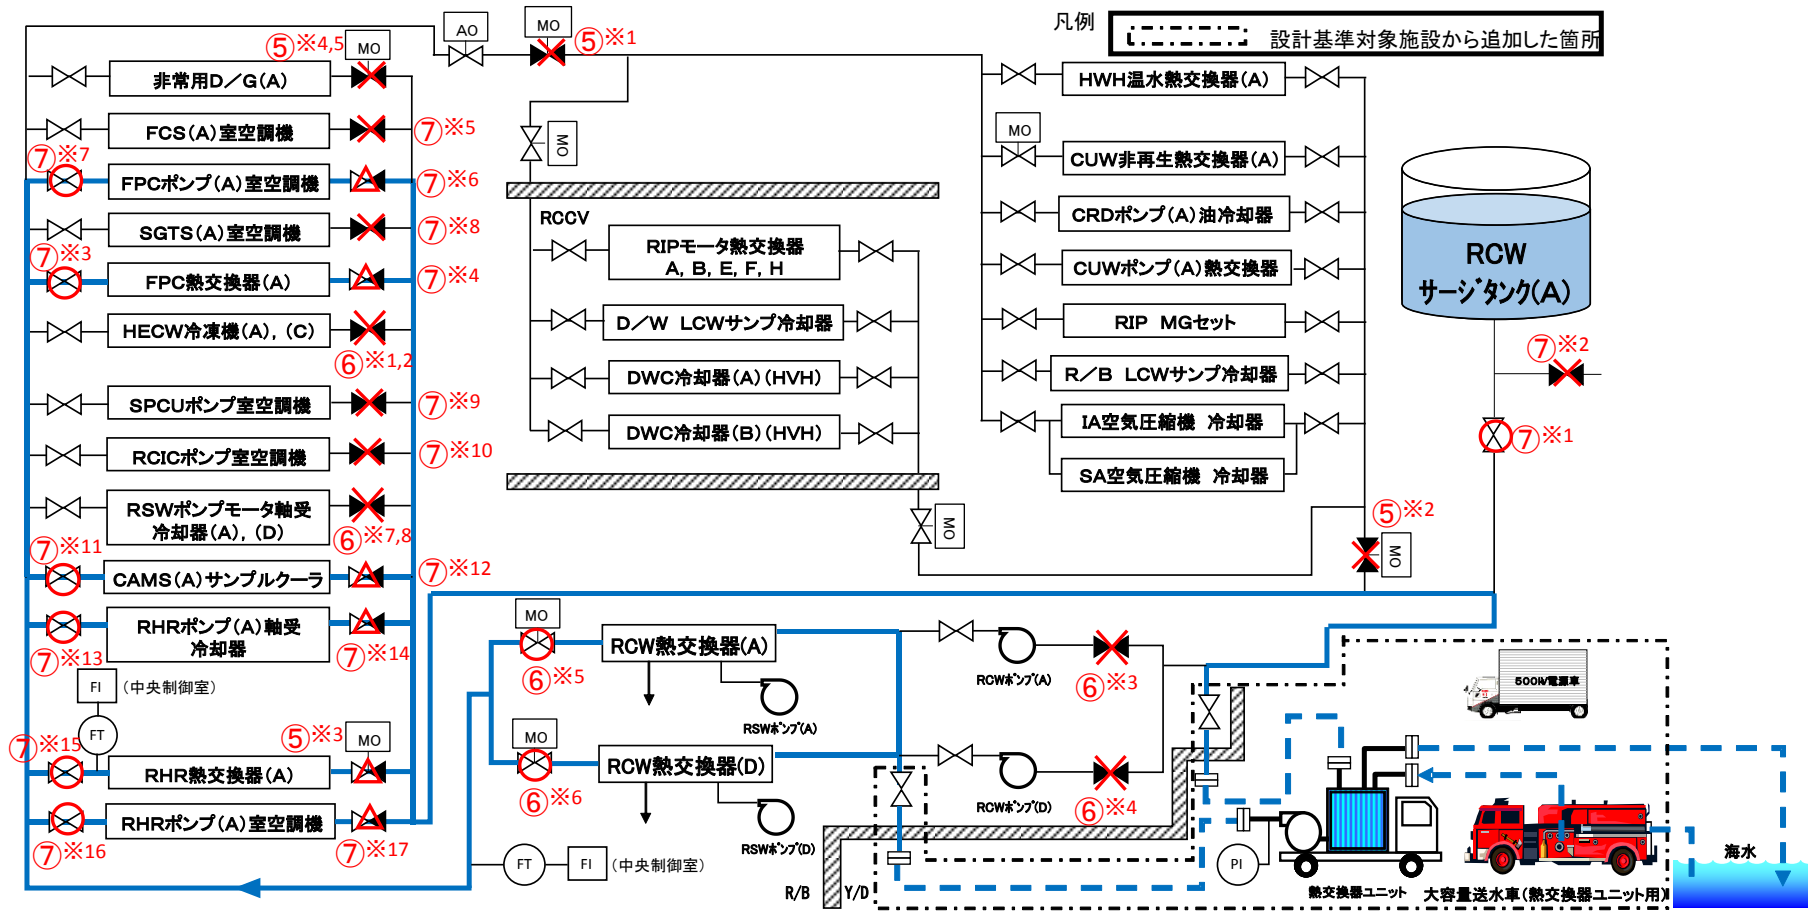 凡例
設計基準対象施設から追加した箇所
AO
MO
⑤※1
⑤※4,5
MO
非常用D/G(A)
FCS(A)室空調機
⑦※5
⑦※7
FPCポンプ(A)室空調機
⑦※6
SGTS(A)室空調機
⑦※8
⑦※3
FPC熱交換器(A)
⑦※4
HECW冷凍機(A), (C)
⑥※1,2
SPCUポンプ室空調機
⑦※9
RCICポンプ室空調機
⑦※10
RSWポンプモータ軸受
冷却器(A), (D)
⑥※7,8
⑦※11
CAMS(A)サンプルクーラ
⑦※12
RHRポンプ(A)軸受
冷却器
⑦※13
⑦※14
FI
(中央制御室)
FT
⑦※15
⑤※3
MO
RHR熱交換器(A)
RHRポンプ(A)室空調機
⑦※16
⑦※17
MO
RCCV
RIPモータ熱交換器
A, B, E, F, H
D/W LCWサンプ冷却器
DWC冷却器(A)(HVH)
DWC冷却器(B)(HVH)
MO
HWH温水熱交換器(A)
MO
CUW非再生熱交換器(A)
CRDポンプ(A)油冷却器
CUWポンプ(A)熱交換器
RIP MGセット
R/B LCWサンプ冷却器
IA空気圧縮機 冷却器
SA空気圧縮機 冷却器
⑤※2
MO
RCW
サージタンク(A)
⑦※2
⑦※1
MO
⑥※5
RCW熱交換器(A)
RSWポンプ(A)
MO
⑥※6
RCW熱交換器(D)
RSWポンプ(D)
RCWポンプ(A)
⑥※3
RCWポンプ(D)
⑥※4
FT
FI
(中央制御室)
R/B
Y/D
PI
500kV電源車
熱交換器ユニット
大容量送水車(熱交換器ユニット用)
海水